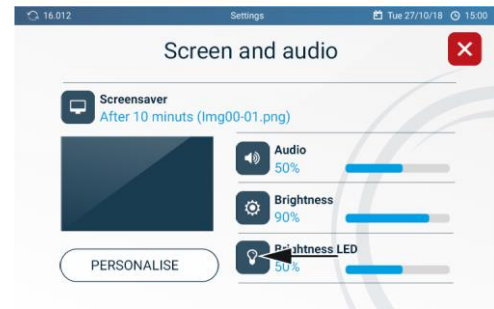 16.012 Settings Tue 27/10/18 15:00
Screen and audio
Screensaver
After 10 minuts (Img00-01.png)
Audio
50%
Brightness
90%
Brightness LED
50%
PERSONALISE